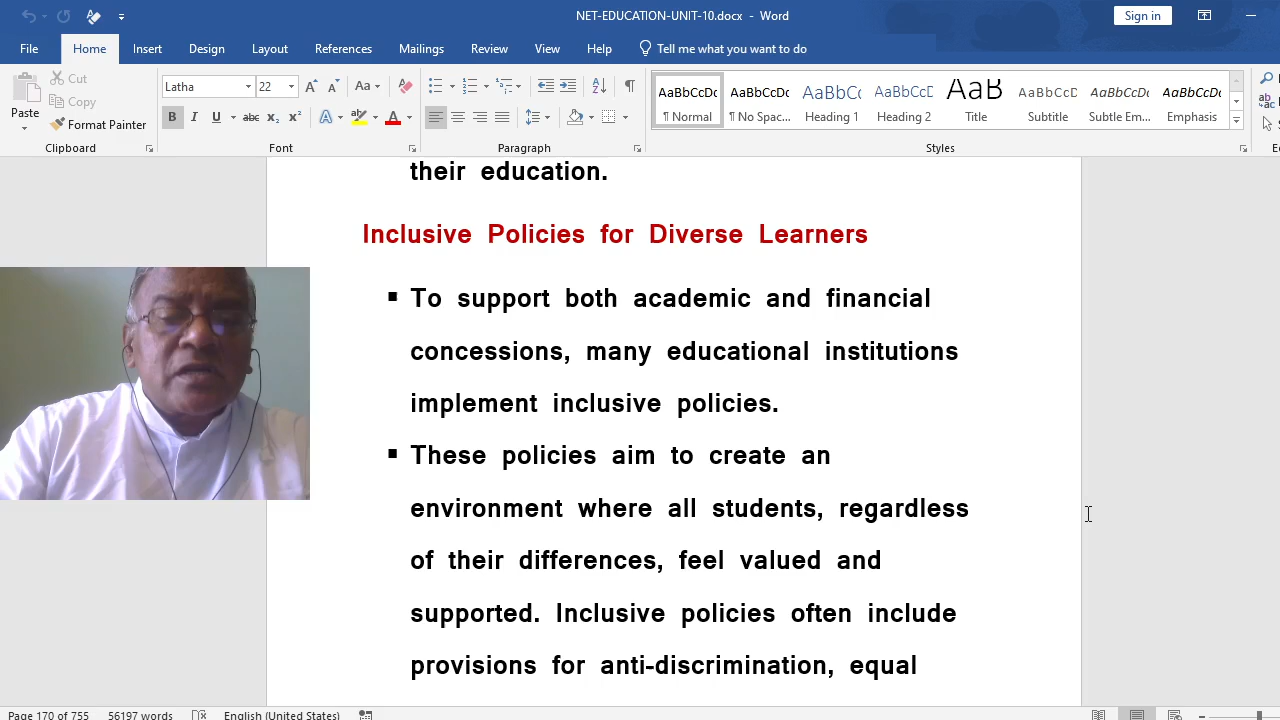 NET-EDUCATION-UNIT-10.docx - Word
Sign in
File Home Insert Design Layout References Mailings Review View Help Tell me what you want to do
Paste
Cut
Copy
Format Painter
Clipboard
Latha 22
Aa
B I U abc x₂ x²
A
Font
Paragraph
AaBbCcDc AaBbCcDc AaBbCc AaBbCcD AaB AaBbCcD AaBbCcDc AaBbCcDc
¶ Normal ¶ No Spac... Heading 1 Heading 2 Title Subtitle Subtle Em... Emphasis
Styles
their education.
Inclusive Policies for Diverse Learners
▪ To support both academic and financial
concessions, many educational institutions
implement inclusive policies.
▪ These policies aim to create an
environment where all students, regardless
of their differences, feel valued and
supported. Inclusive policies often include
provisions for anti-discrimination, equal
Page 170 of 755 56197 words English (United States)